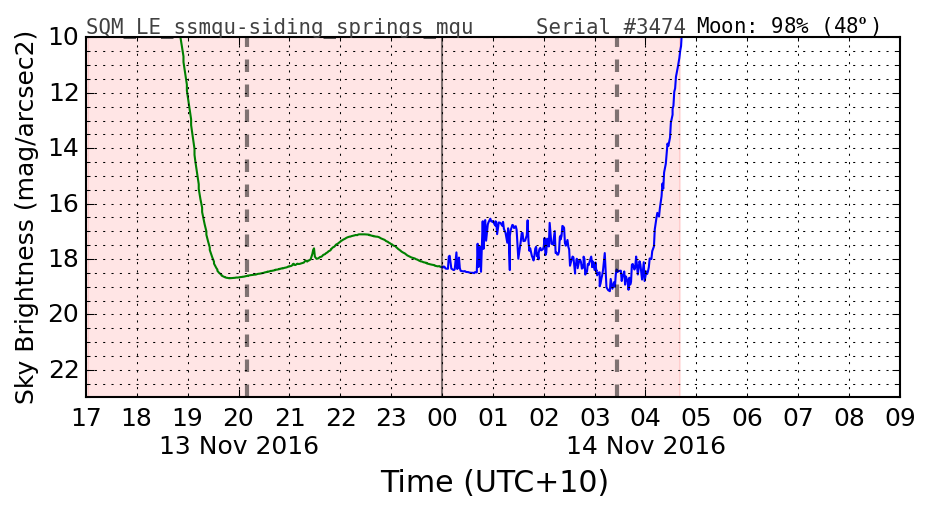 SQM_LE_ssmqu-siding_springs_mqu Serial #3474 Moon: 98% (48°)
Sky Brightness (mag/arcsec2)
10
12
14
16
18
20
22
17 18 19 20 21 22 23 00 01 02 03 04 05 06 07 08 09
13 Nov 2016 14 Nov 2016
Time (UTC+10)